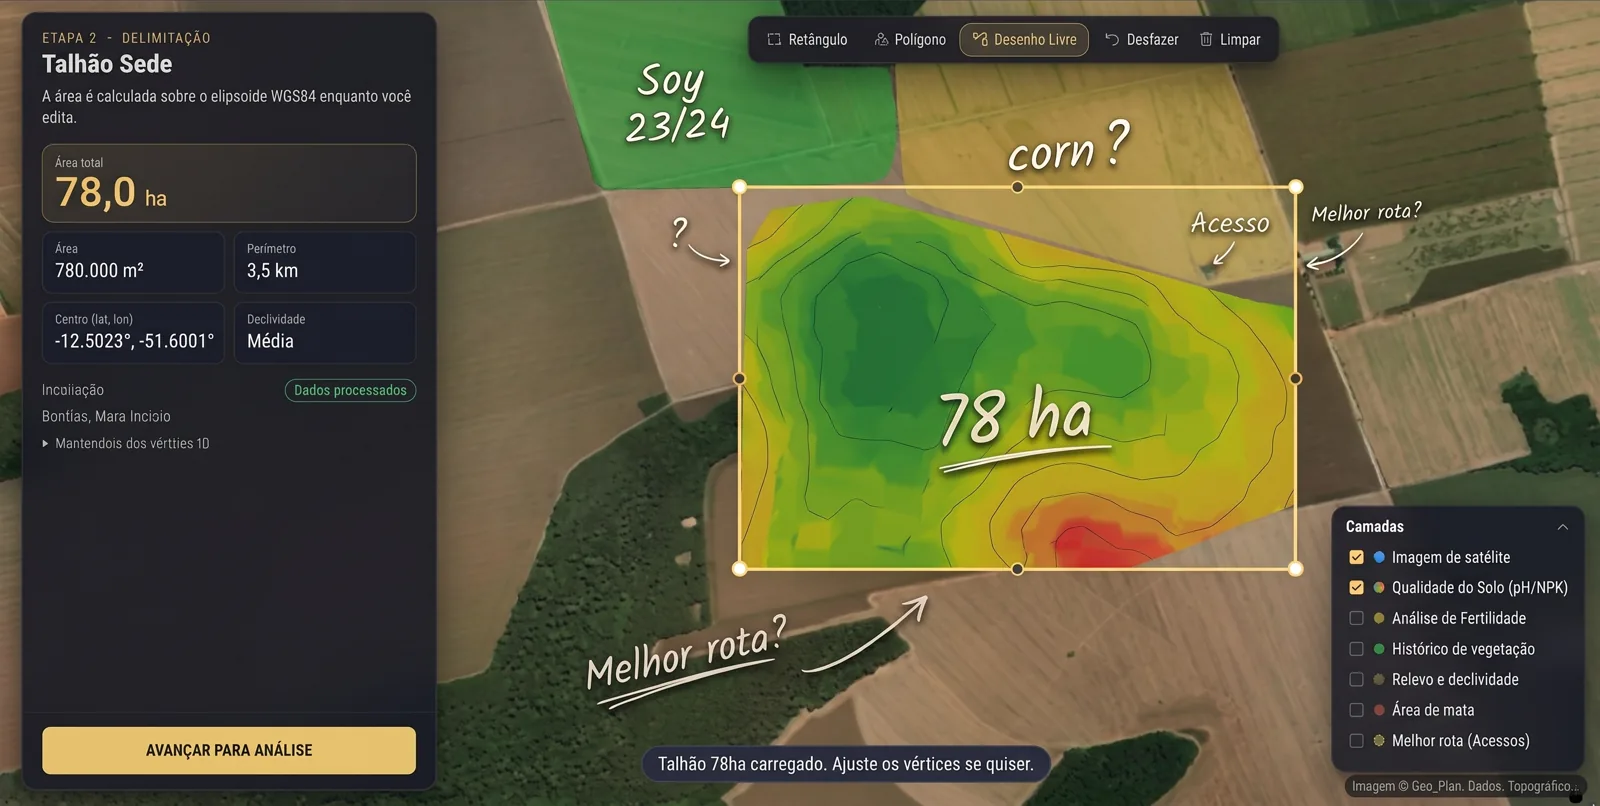 ETAPA 2 - DELIMITAÇÃO
Talhão Sede
A área é calculada sobre o elipsoide WGS84 enquanto você
edita.
Área total
78,0 ha
Área
780.000 m²
Perímetro
3,5 km
Centro (lat, lon)
-12.5023°, -51.6001°
Declividade
Média
Incoliação
Dados processados
Bontías, Mara Incisio
Mantendois dos vértties 1D
AVANÇAR PARA ANÁLISE
Retângulo
Polígono
Desenho Livre
Desfazer
Limpar
Soy
23/24
corn ?
?
Acesso
Melhor rota?
78 ha
Melhor rota?
Talhão 78ha carregado. Ajuste os vértices se quiser.
Camadas
Imagem de satélite
Qualidade do Solo (pH/NPK)
Análise de Fertilidade
Histórico de vegetação
Relevo e declividade
Área de mata
Melhor rota (Acessos)
Imagem © Geo_Plan. Dados. Topográfico...